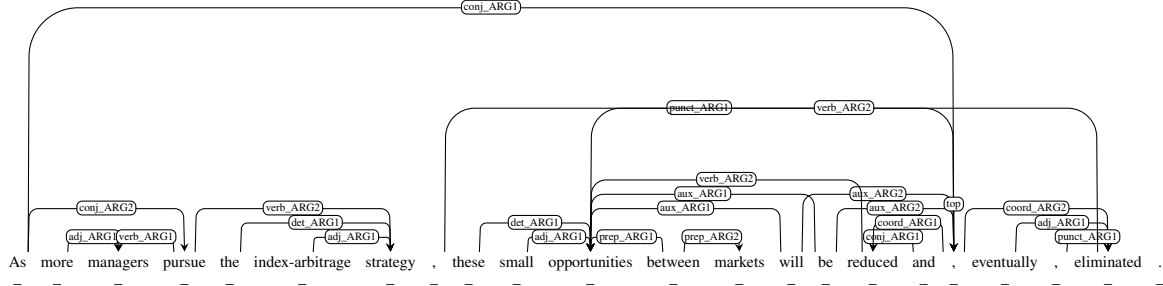 conj_ARG1
punct_ARG1 verb_ARG2
verb_ARG2
aux_ARG1 aux_ARG2
conj_ARG2 verb_ARG2 aux_ARG1 aux_ARG2 top coord_ARG2
det_ARG1 det_ARG1 coord_ARG1 adj_ARG1
adj_ARG1 verb_ARG1 adj_ARG1 adj_ARG1 prep_ARG1 prep_ARG2 conj_ARG1 punct_ARG1
As more managers pursue the index-arbitrage strategy , these small opportunities between markets will be reduced and , eventually , eliminated .
_ _ _ _ _ _ _ _ _ _ _ _ _ _ _ _ _ _ _ _ _ _